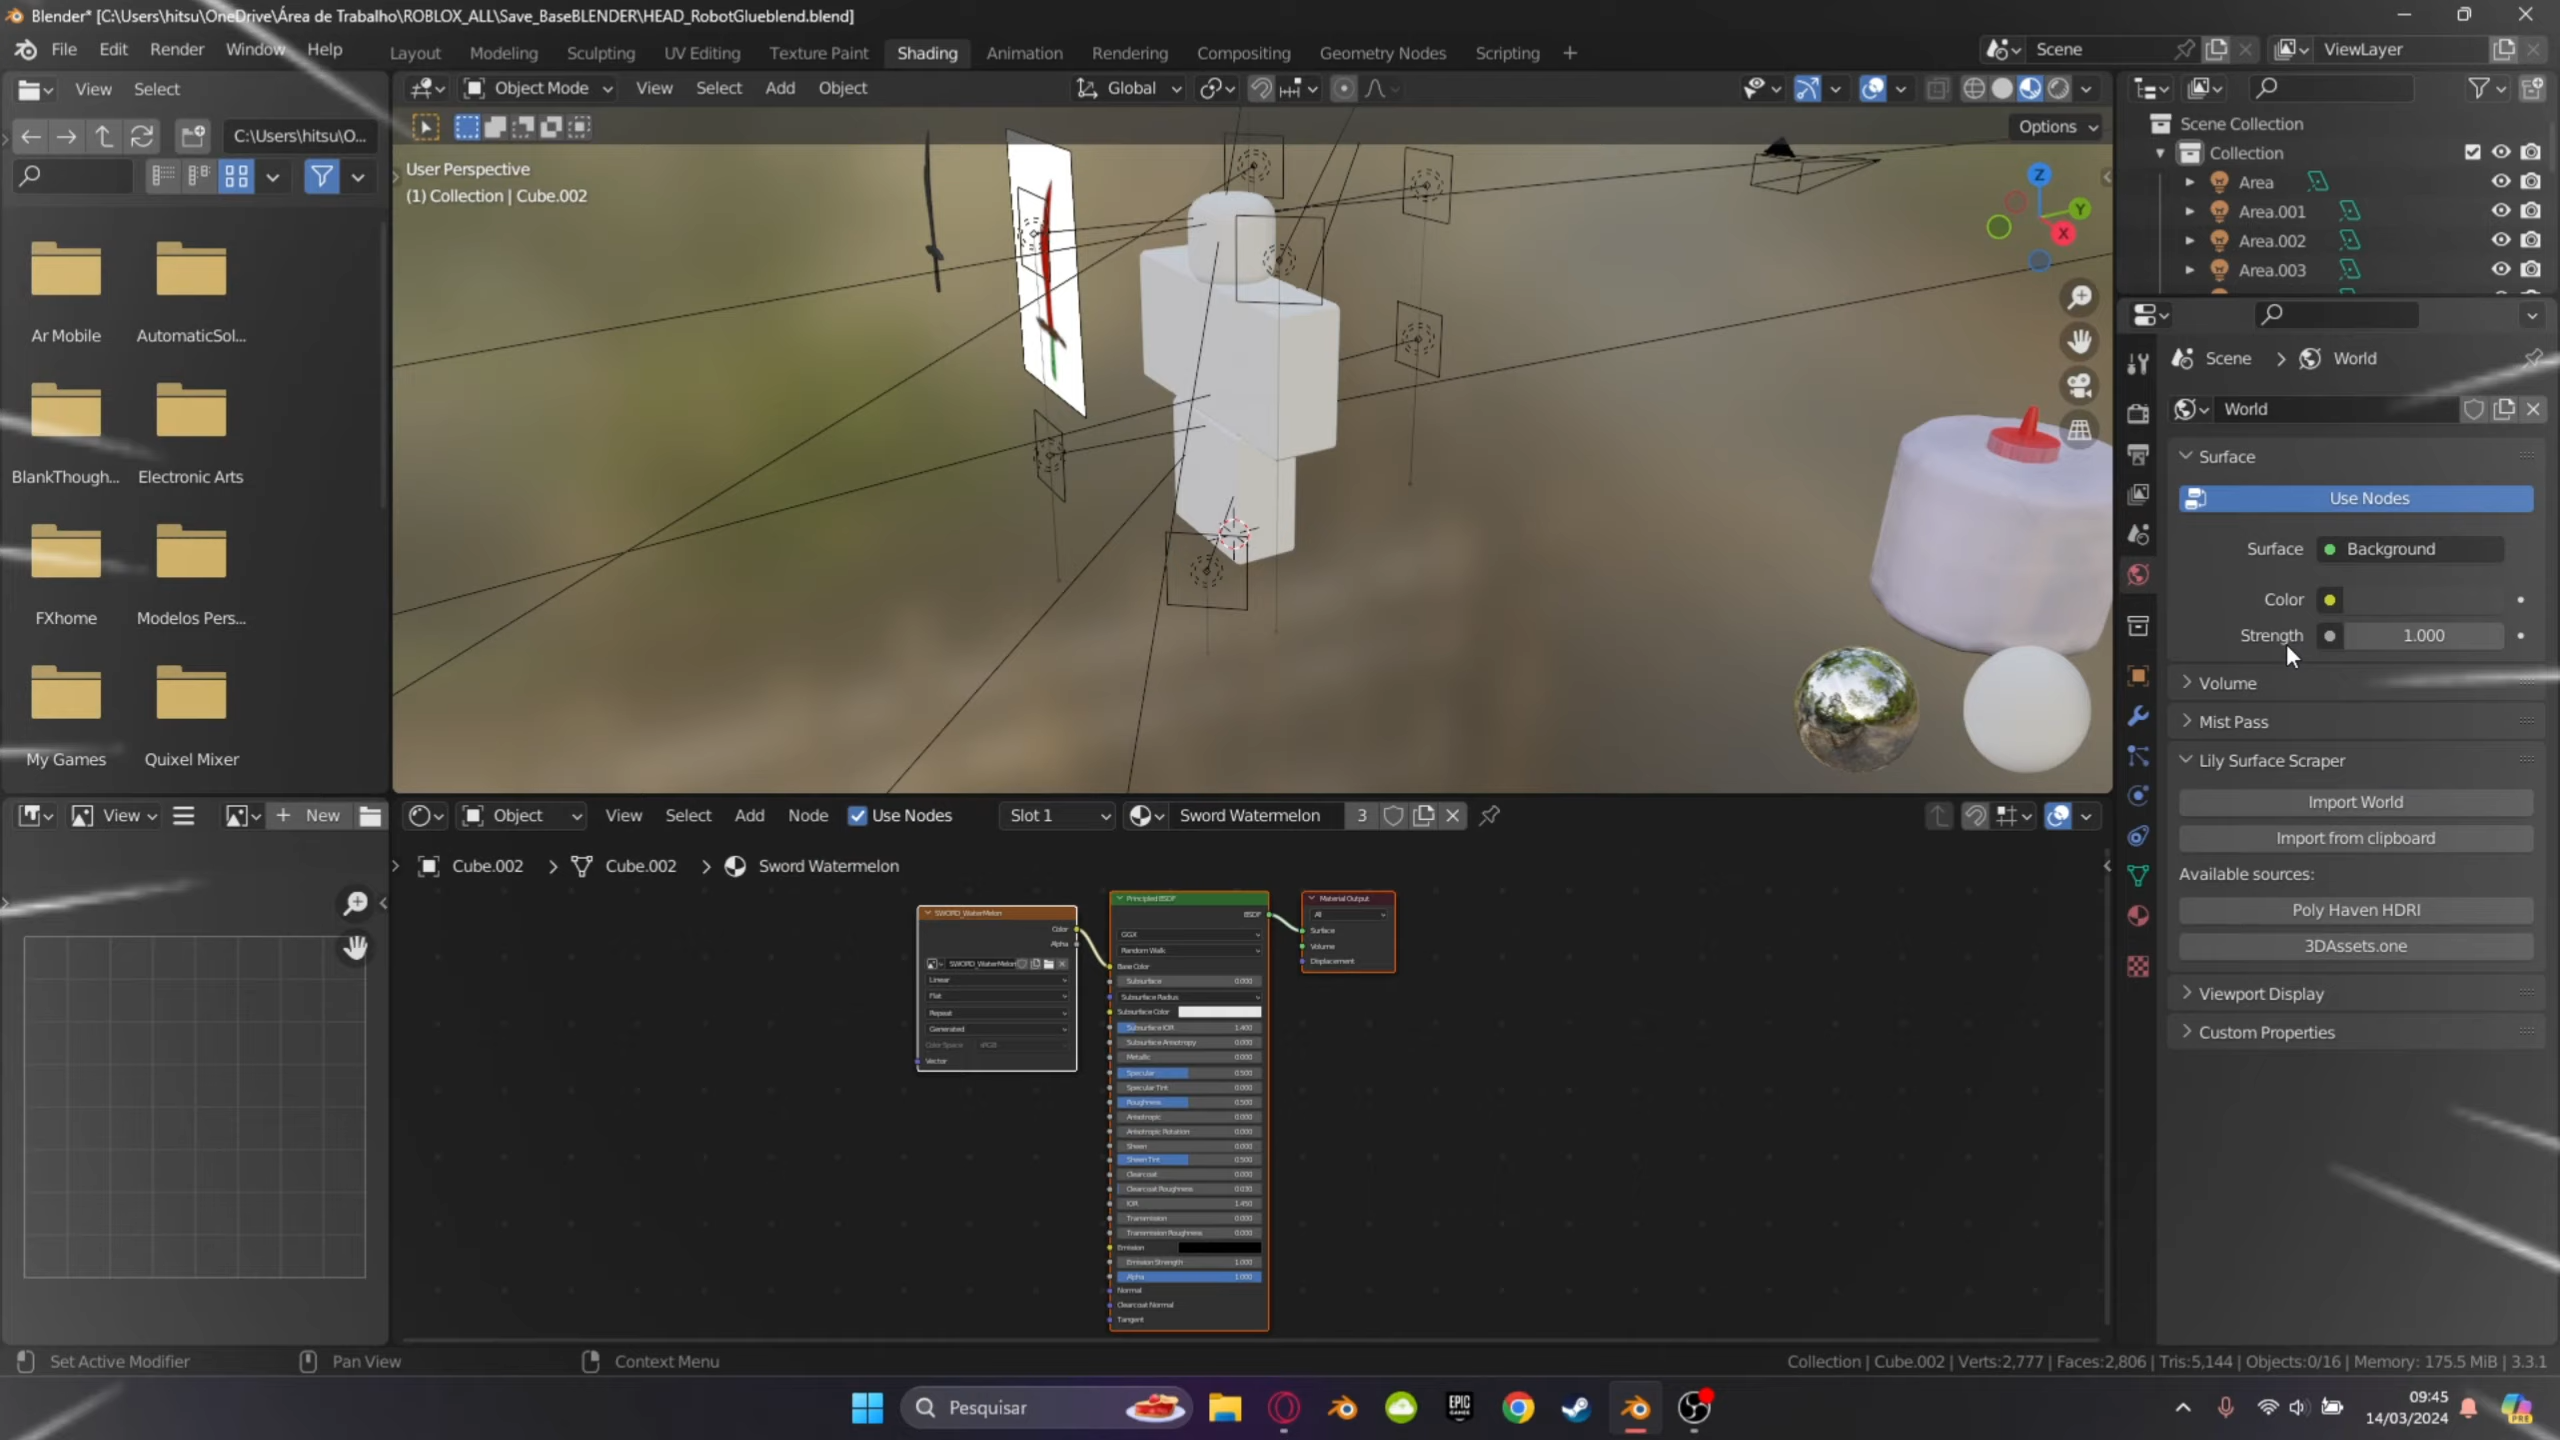 Blender* [C:\Users\hitsu\OneDrive\Área de Trabalho\ROBLOX_ALL\Save_BaseBLENDER\HEAD_RobotGlueblend.blend]
File Edit Render Window Help
Layout Modeling Sculpting UV Editing Texture Paint Shading Animation Rendering Compositing Geometry Nodes Scripting +
Scene
ViewLayer
View Select
Object Mode View Select Add Object
Global
C:\Users\hitsu\O...
Options
User Perspective
(1) Collection | Cube.002
Z
Y
X
Ar Mobile
AutomaticSol...
BlankThough...
Electronic Arts
FXhome
Modelos Pers...
My Games
Quixel Mixer
Scene Collection
Collection
Area
Area.001
Area.002
Area.003
Scene > World
World
Surface
Use Nodes
Surface Background
Color
Strength 1.000
Volume
Mist Pass
Lily Surface Scraper
Import World
Import from clipboard
Available sources:
Poly Haven HDRI
3DAssets.one
Viewport Display
Custom Properties
View
+ New
Object View Select Add Node Use Nodes Slot 1 Sword Watermelon 3
Cube.002 > Cube.002 > Sword Watermelon
SWORD_WaterMelon
Color
Alpha
SWORD_WaterMelon
Linear
Flat
Repeat
Generated
Color Space sRGB
Vector
Principled BSDF
BSDF
GGX
Random Walk
Base Color
Subsurface 0.000
Subsurface Radius
Subsurface Color
Subsurface IOR 1.400
Subsurface Anisotropy 0.000
Metallic 0.000
Specular 0.500
Specular Tint 0.000
Roughness 0.500
Anisotropic 0.000
Anisotropic Rotation 0.000
Sheen 0.000
Sheen Tint 0.500
Clearcoat 0.000
Clearcoat Roughness 0.030
IOR 1.450
Transmission 0.000
Transmission Roughness 0.000
Emission
Emission Strength 1.000
Alpha 1.000
Normal
Clearcoat Normal
Tangent
Material Output
All
Surface
Volume
Displacement
Set Active Modifier
Pan View
Context Menu
Collection | Cube.002 | Verts:2,777 | Faces:2,806 | Tris:5,144 | Objects:0/16 | Memory: 175.5 MiB | 3.3.1
Pesquisar
EPIC
GAMES
09:45
14/03/2024
PRE